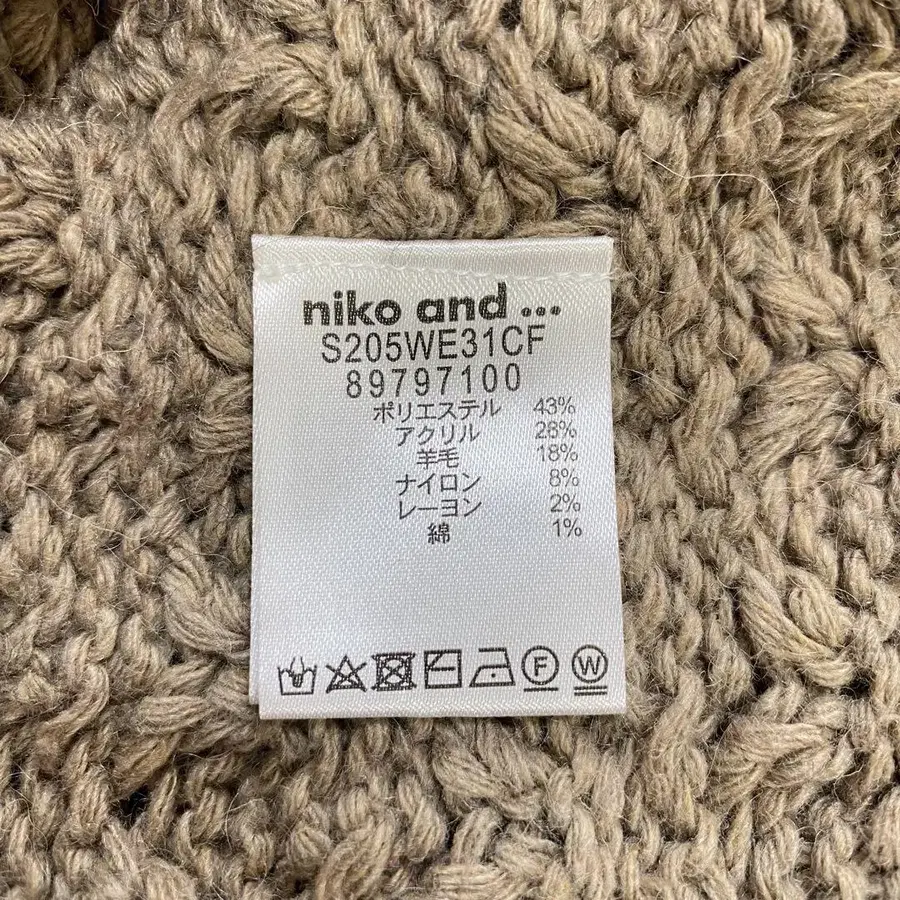 niko and ...
S205WE31CF
89797100
ポリエステル 43%
アクリル 28%
羊毛 18%
ナイロン 8%
レーヨン 2%
綿 1%
F W